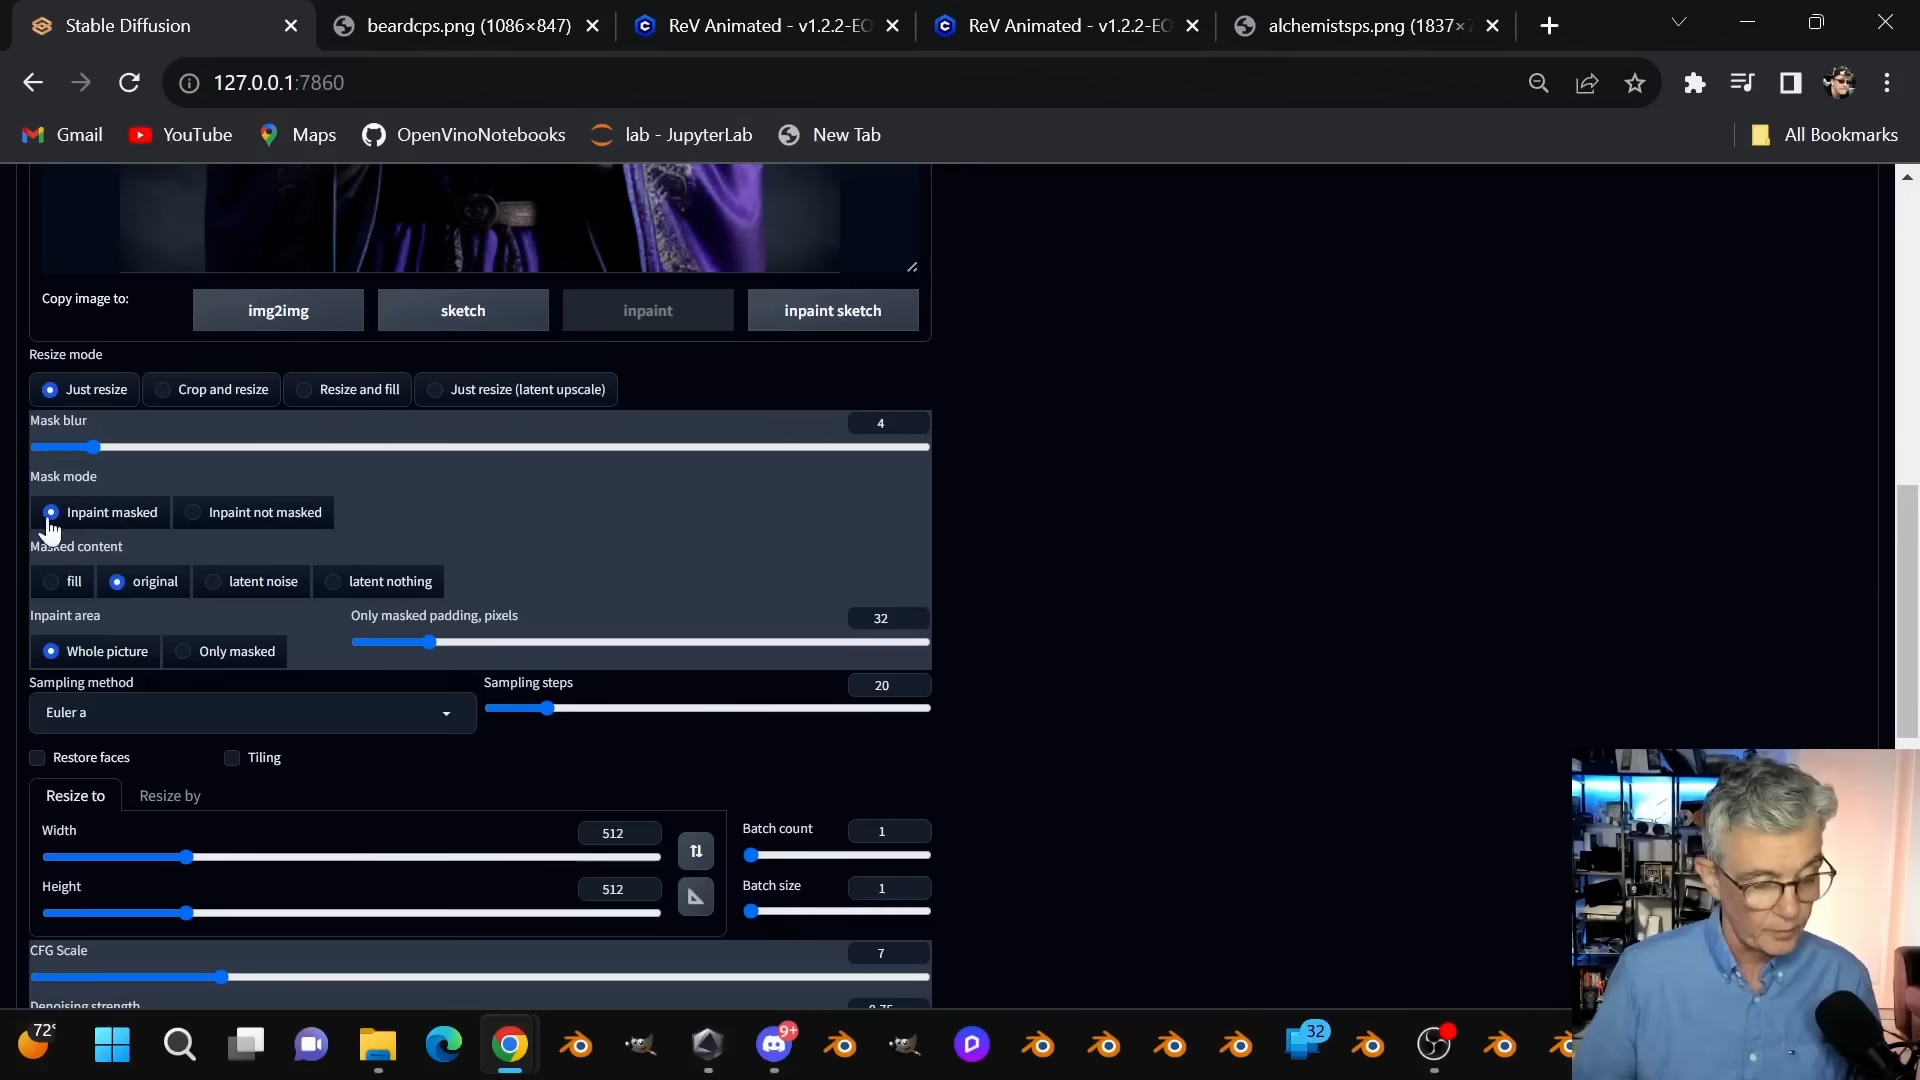 Stable Diffusion
beardcps.png (1086×847)
ReV Animated - v1.2.2-EO
ReV Animated - v1.2.2-EO
alchemistsps.png (1837×7
127.0.0.1:7860
Gmail
YouTube
Maps
OpenVinoNotebooks
lab - JupyterLab
New Tab
All Bookmarks
Copy image to:
img2img
sketch
inpaint
inpaint sketch
Resize mode
Just resize
Crop and resize
Resize and fill
Just resize (latent upscale)
Mask blur
4
Mask mode
Inpaint masked
Inpaint not masked
Masked content
fill
original
latent noise
latent nothing
Inpaint area
Only masked padding, pixels
32
Whole picture
Only masked
Sampling method
Sampling steps
20
Euler a
Restore faces
Tiling
Resize to
Resize by
Width
512
Batch count
1
Height
512
Batch size
1
CFG Scale
7
Denoising strength
0.75
72°
9+
32